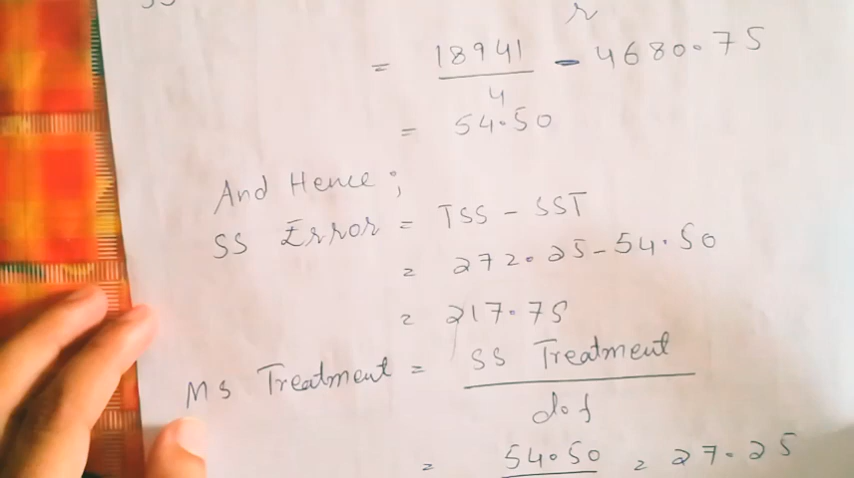 r
= 18941 / 4 - 4680.75
= 54.50
And Hence ;
SS Error = TSS - SST
= 272.25 - 54.50
= 217.75
MS Treatment = SS Treatment / dof
= 54.50 = 27.25